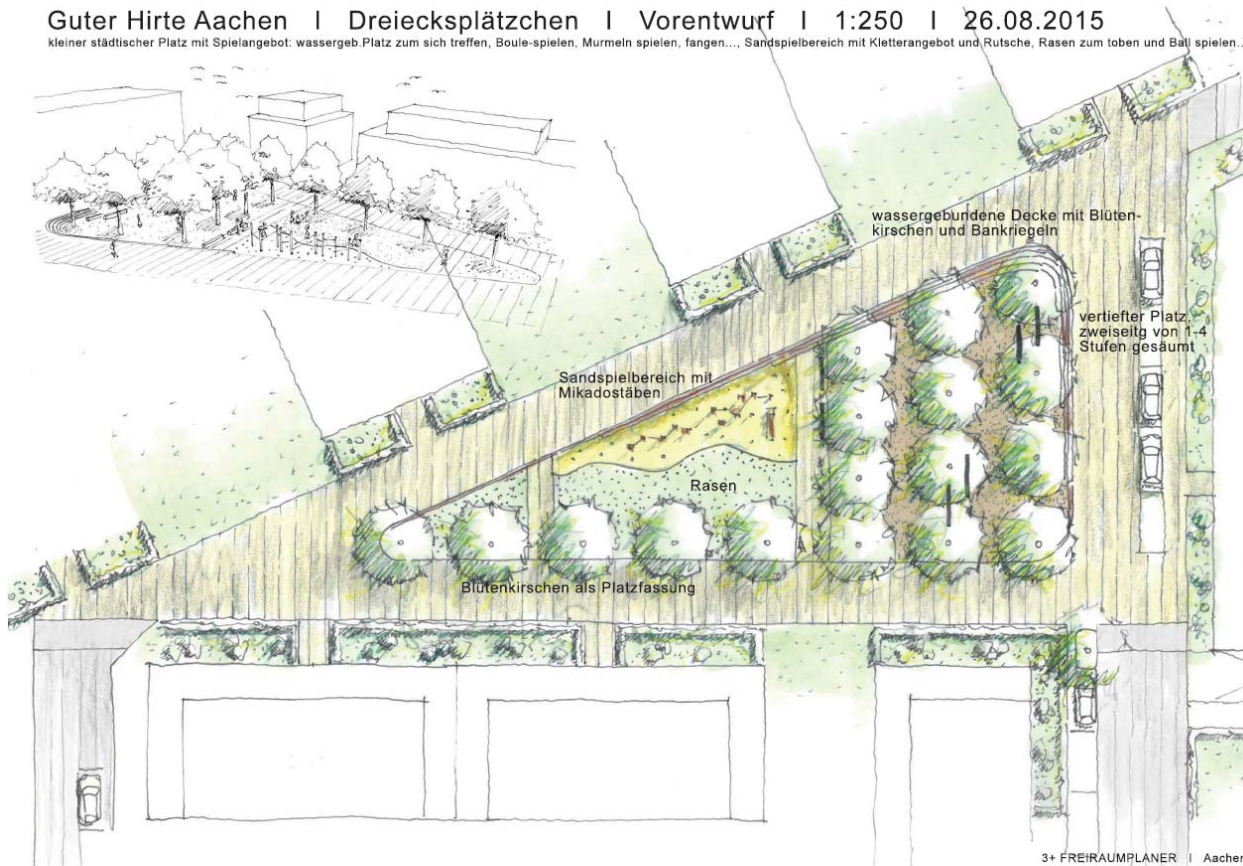 Guter Hirte Aachen I Dreiecksplätzchen I Vorentwurf I 1:250 I 26.08.2015
kleiner städtischer Platz mit Spielangebot: wassergeb.Platz zum sich treffen, Boule-spielen, Murmeln spielen, fangen..., Sandspielbereich mit Kletterangebot und Rutsche, Rasen zum toben und Ball spielen..
wassergebundene Decke mit Blüten-
kirschen und Bankriegeln
vertiefter Platz,
zweiseitg von 1-4
Stufen gesäumt
Sandspielbereich mit
Mikadostäben
Rasen
Blütenkirschen als Platzfassung
3+ FREIRAUMPLANER I Aachen